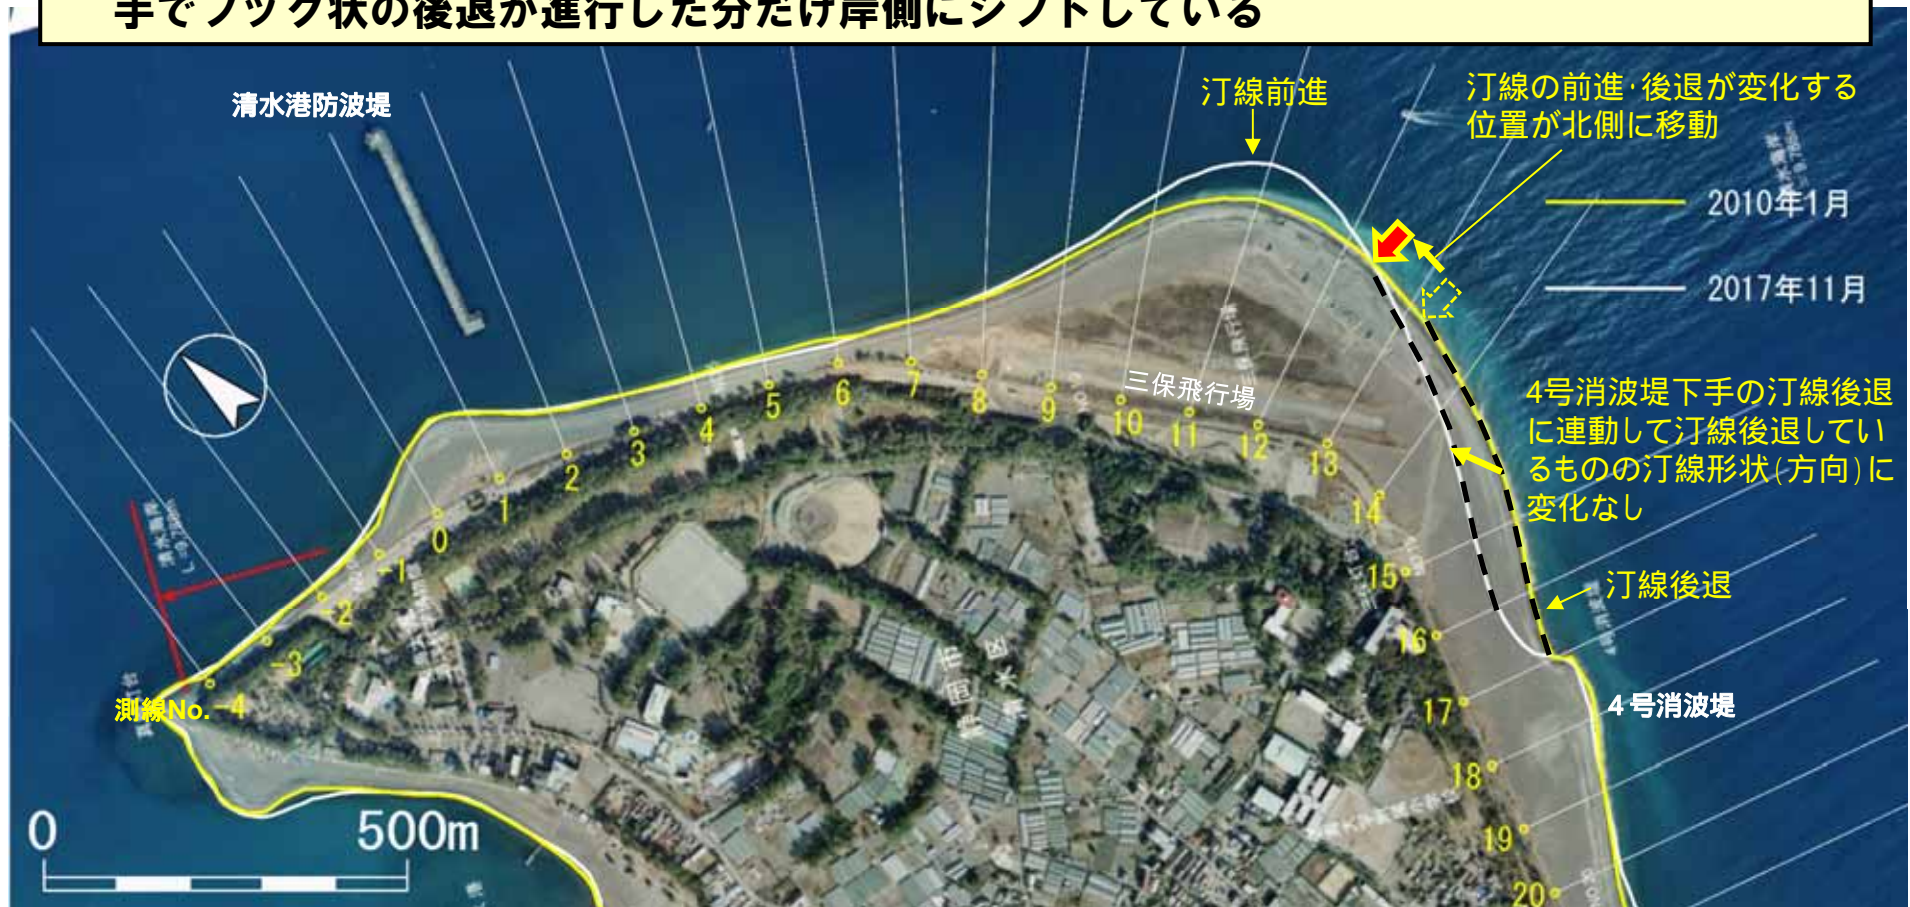 手でフック状の後退が進行した分だけ岸側にシフトしている
清水港防波堤
汀線前進
汀線の前進・後退が変化する
位置が北側に移動
2010年1月
2017年11月
三保飛行場
4号消波堤下手の汀線後退
に連動して汀線後退してい
るものの汀線形状(方向)に
変化なし
汀線後退
4号消波堤
測線No.
-4
-3
-2
-1
0
1
2
3
4
5
6
7
8
9
10
11
12
13
14
15
16
17
18
19
20
静岡市
清水区
0
500m